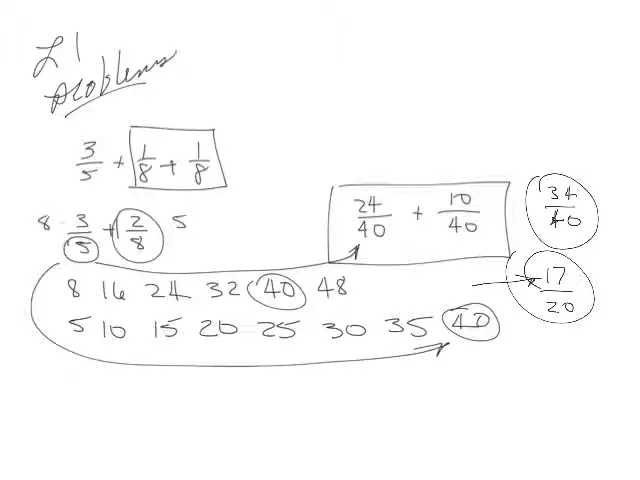 L1
Problems
3/5 + 1/8 + 1/8
8 3/5 + 2/8 5
24/40 + 10/40
34/40
8 16 24 32 40 48
17/20
5 10 15 20 25 30 35 40